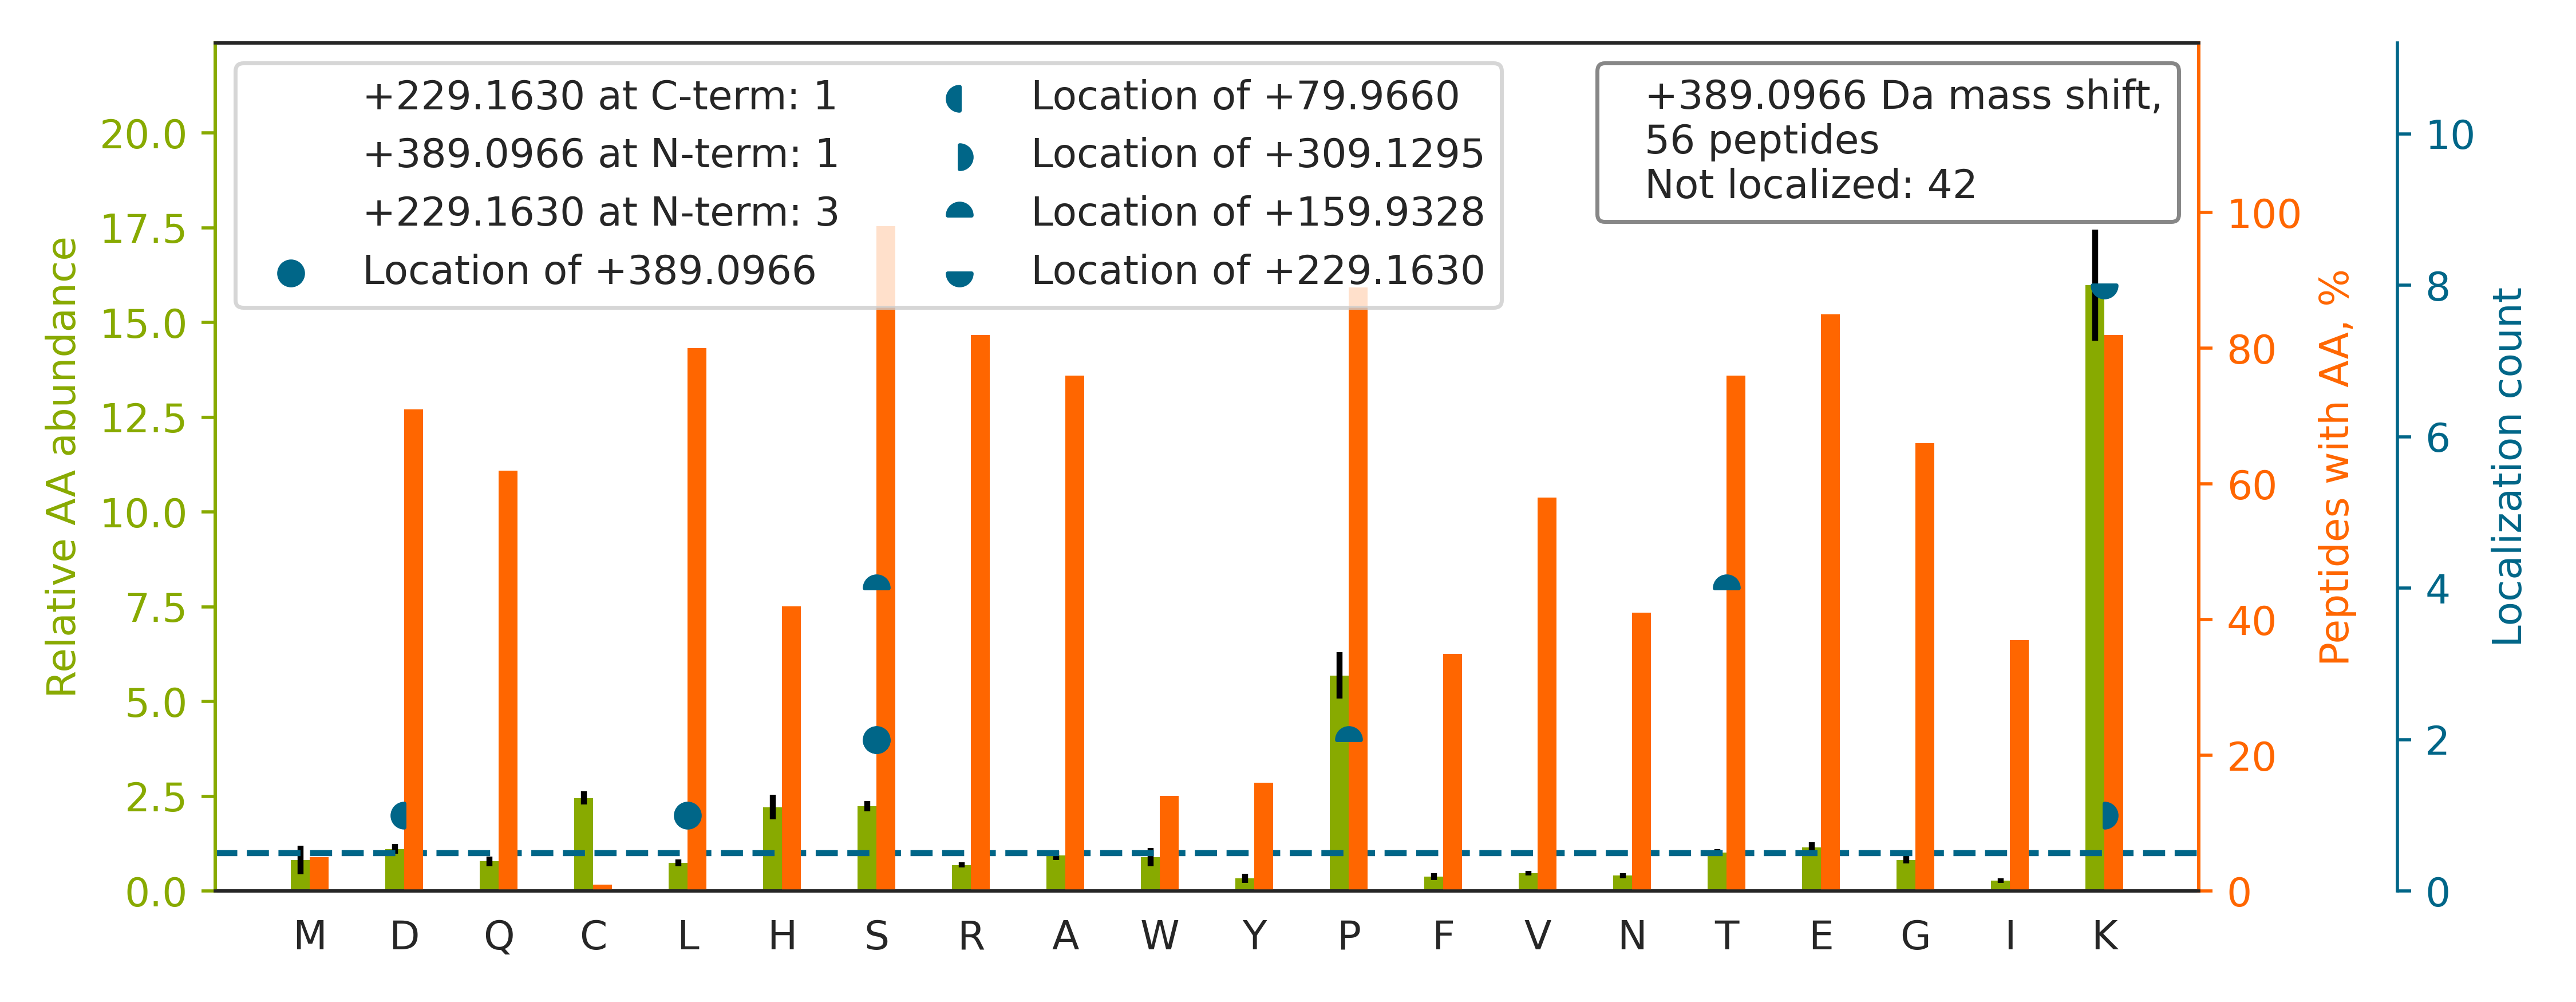 +229.1630 at C-term: 1
+389.0966 at N-term: 1
+229.1630 at N-term: 3
Location of +389.0966
Location of +79.9660
Location of +309.1295
Location of +159.9328
Location of +229.1630
+389.0966 Da mass shift,
56 peptides
Not localized: 42
Relative AA abundance
20.0
17.5
15.0
12.5
10.0
7.5
5.0
2.5
0.0
M D Q C L H S R A W Y P F V N T E G I K
100
80
60
40
20
0
Peptides with AA, %
10
8
6
4
2
0
Localization count